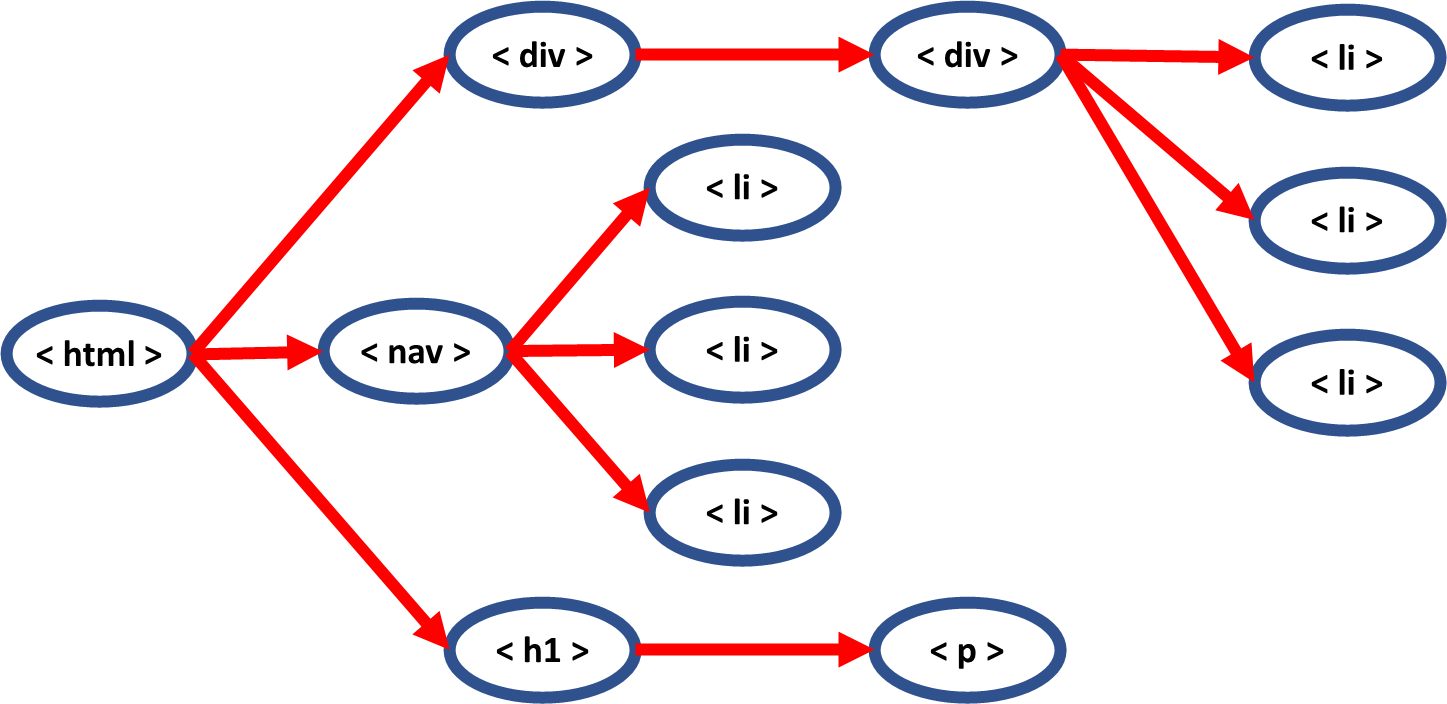 < div >
< div >
< li >
< li >
< li >
< html >
< nav >
< li >
< li >
< li >
< h1 >
< p >